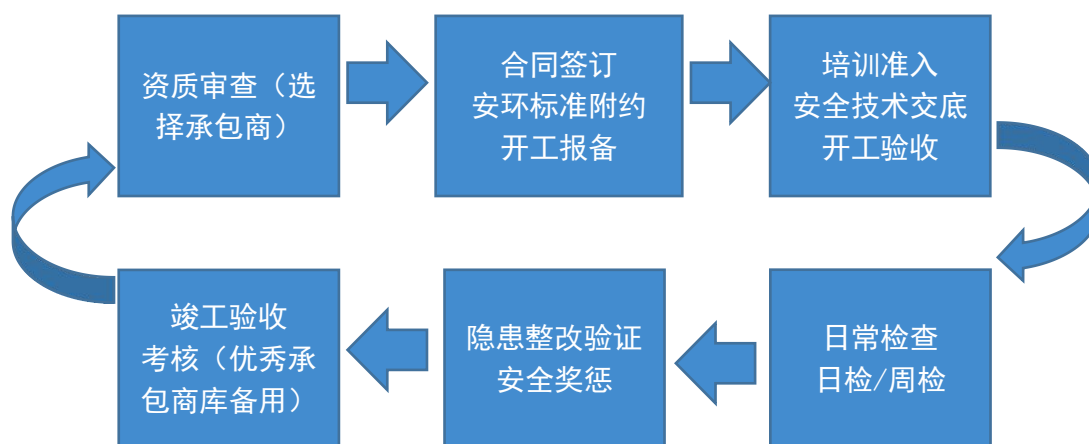 资质审查（选
择承包商）
合同签订
安环标准附约
开工报备
培训准入
安全技术交底
开工验收
日常检查
日检/周检
隐患整改验证
安全奖惩
竣工验收
考核（优秀承
包商库备用）